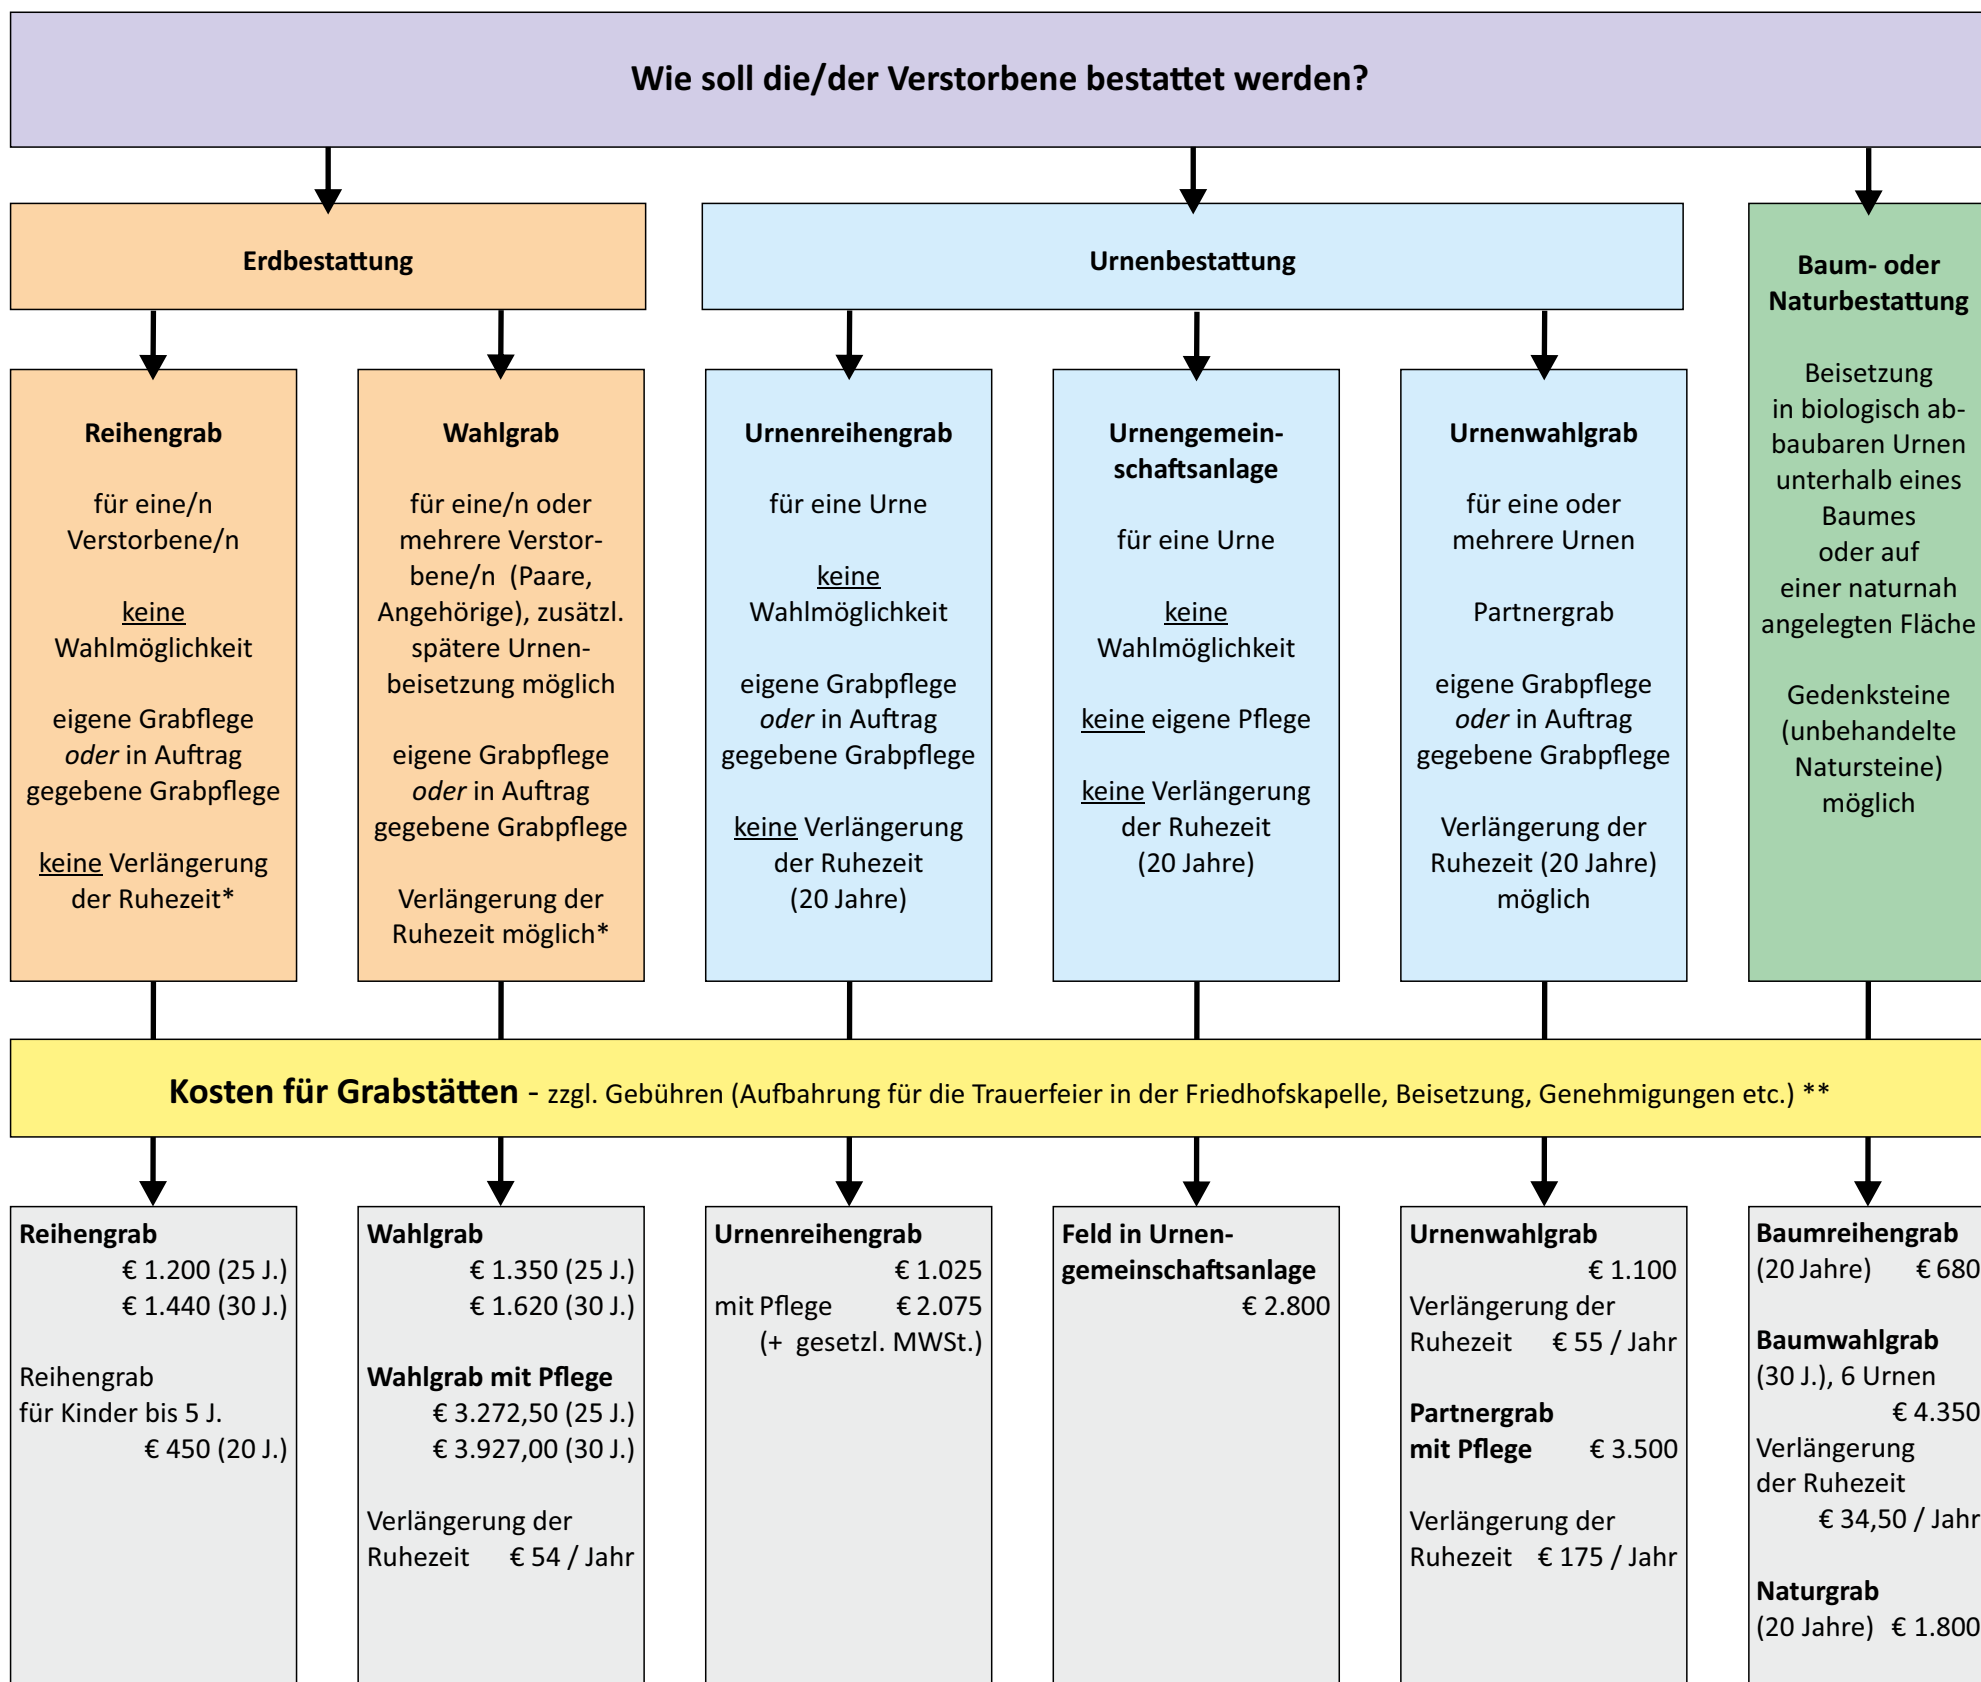 Wie soll die/der Verstorbene bestattet werden?
Erdbestattung
Urnenbestattung
Baum- oder
Naturbestattung
Beisetzung
in biologisch ab-
baubaren Urnen
unterhalb eines
Baumes
oder auf
einer naturnah
angelegten Fläche
Gedenksteine
(unbehandelte
Natursteine)
möglich
Reihengrab
für eine/n
Verstorbene/n
keine
Wahlmöglichkeit
eigene Grabflege
oder in Auftrag
gegebene Grabpflege
keine Verlängerung
der Ruhezeit*
Wahlgrab
für eine/n oder
mehrere Verstor-
bene/n (Paare,
Angehörige), zusätzl.
spätere Urnen-
beisetzung möglich
eigene Grabpflege
oder in Auftrag
gegebene Grabpflege
Verlängerung der
Ruhezeit möglich*
Urnenreihengrab
für eine Urne
keine
Wahlmöglichkeit
eigene Grabpflege
oder in Auftrag
gegebene Grabpflege
keine Verlängerung
der Ruhezeit
(20 Jahre)
Urnengemein-
schaftsanlage
für eine Urne
keine
Wahlmöglichkeit
keine eigene Pflege
keine Verlängerung
der Ruhezeit
(20 Jahre)
Urnenwahlgrab
für eine oder
mehrere Urnen
Partnergrab
eigene Grabpflege
oder in Auftrag
gegebene Grabpflege
Verlängerung der
Ruhezeit (20 Jahre)
möglich
Kosten für Grabstätten - zzgl. Gebühren (Aufbahrung für die Trauerfeier in der Friedhofskapelle, Beisetzung, Genehmigungen etc.) **
Reihengrab
€ 1.200 (25 J.)
€ 1.440 (30 J.)
Reihengrab
für Kinder bis 5 J.
€ 450 (20 J.)
Wahlgrab
€ 1.350 (25 J.)
€ 1.620 (30 J.)
Wahlgrab mit Pflege
€ 3.272,50 (25 J.)
€ 3.927,00 (30 J.)
Verlängerung der
Ruhezeit € 54 / Jahr
Urnenreihengrab
€ 1.025
mit Pflege € 2.075
(+ gesetzl. MWSt.)
Feld in Urnen-
gemeinschaftsanlage
€ 2.800
Urnenwahlgrab
€ 1.100
Verlängerung der
Ruhezeit € 55 / Jahr
Partnergrab
mit Pflege € 3.500
Verlängerung der
Ruhezeit € 175 / Jahr
Baumreihengrab
(20 Jahre) € 680
Baumwahlgrab
(30 J.), 6 Urnen
€ 4.350
Verlängerung
der Ruhezeit
€ 34,50 / Jahr
Naturgrab
(20 Jahre) € 1.800